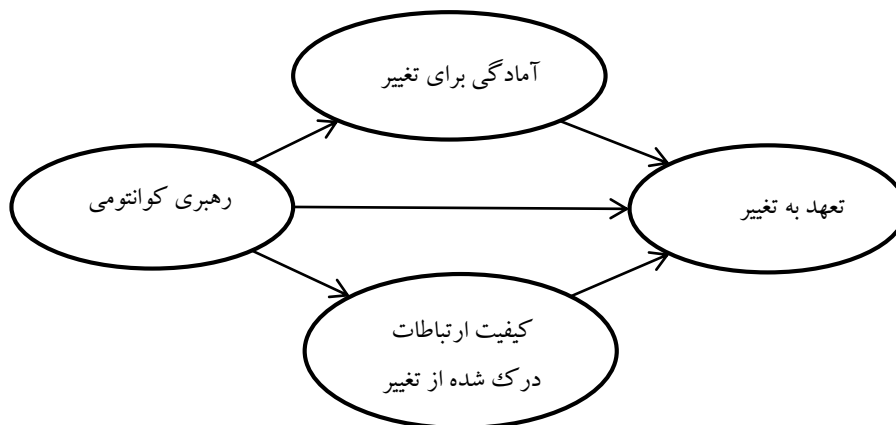 آمادگی برای تغییر
رهبری کوانتومی
تعهد به تغییر
کیفیت ارتباطات
درک شده از تغییر